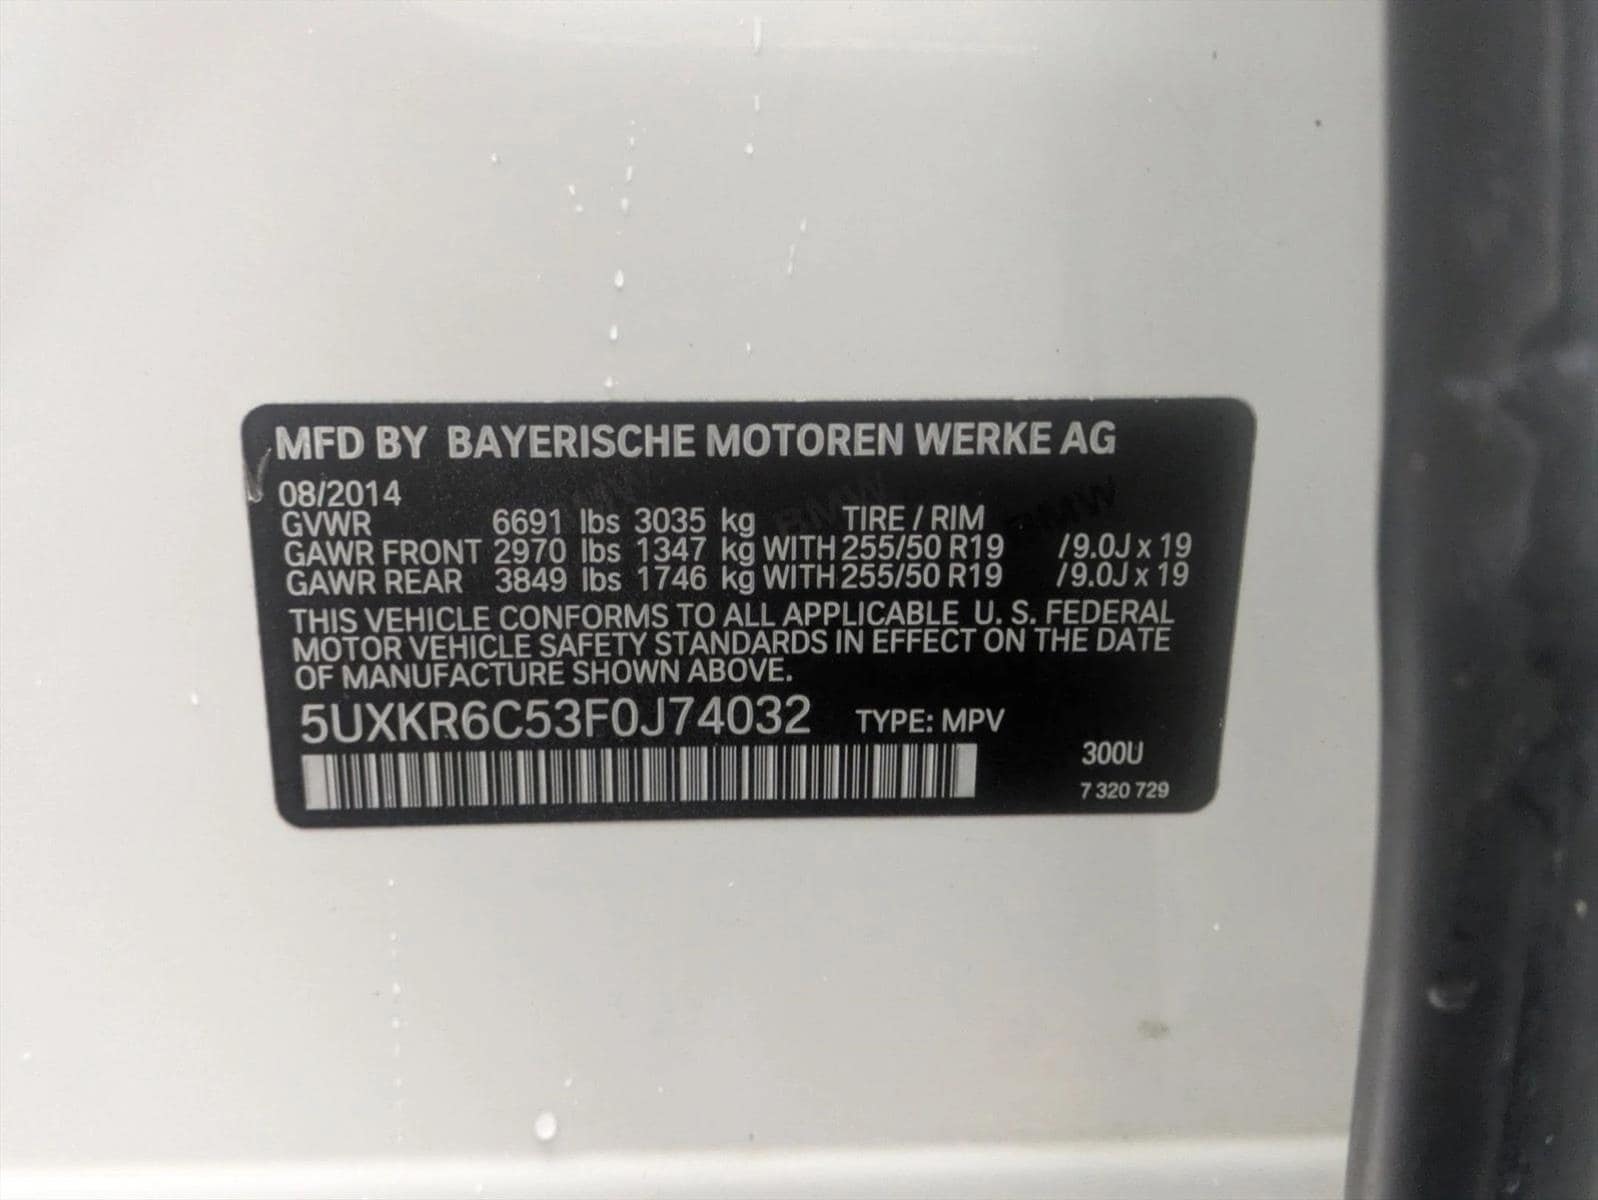 MFD BY BAYERISCHE MOTOREN WERKE AG
08/2014
GVWR 6691 lbs 3035 kg TIRE / RIM
GAWR FRONT 2970 lbs 1347 kg WITH 255/50 R19 /9.0J x 19
GAWR REAR 3849 lbs 1746 kg WITH 255/50 R19 /9.0J x 19
THIS VEHICLE CONFORMS TO ALL APPLICABLE U. S. FEDERAL
MOTOR VEHICLE SAFETY STANDARDS IN EFFECT ON THE DATE
OF MANUFACTURE SHOWN ABOVE.
5UXKR6C53F0J74032 TYPE: MPV
300U
7 320 729
BMW
BMW